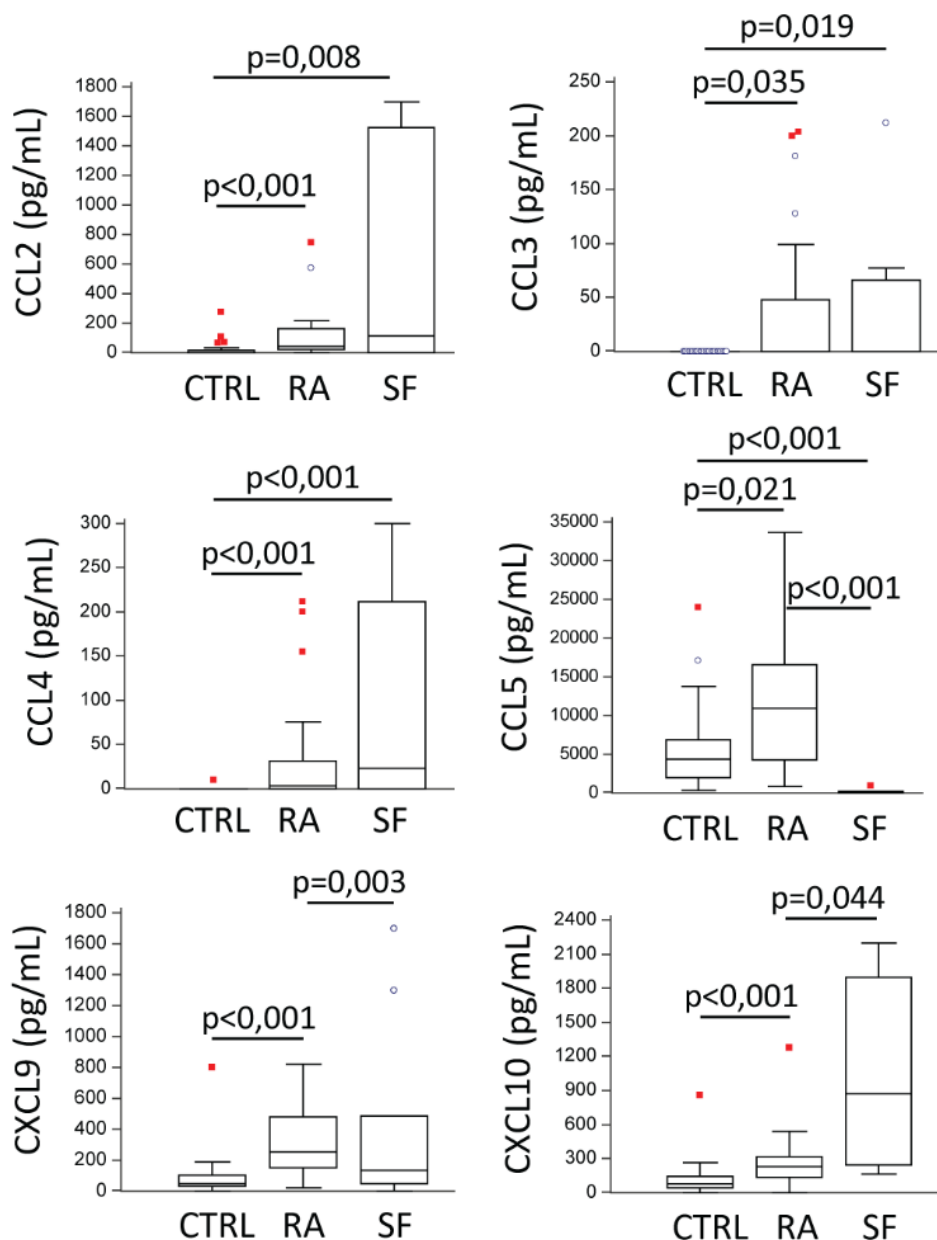 p=0,008
p<0,001
CCL2 (pg/mL)
1800
1600
1400
1200
1000
800
600
400
200
0
CTRL RA SF
p=0,019
p=0,035
CCL3 (pg/mL)
250
200
150
100
50
0
CTRL RA SF
p<0,001
p<0,001
CCL4 (pg/mL)
300
250
200
150
100
50
0
CTRL RA SF
p<0,001
p=0,021
p<0,001
CCL5 (pg/mL)
35000
30000
25000
20000
15000
10000
5000
0
CTRL RA SF
p=0,003
p<0,001
CXCL9 (pg/mL)
1800
1600
1400
1200
1000
800
600
400
200
0
CTRL RA SF
p=0,044
p<0,001
CXCL10 (pg/mL)
2400
2100
1800
1500
1200
900
600
300
0
CTRL RA SF